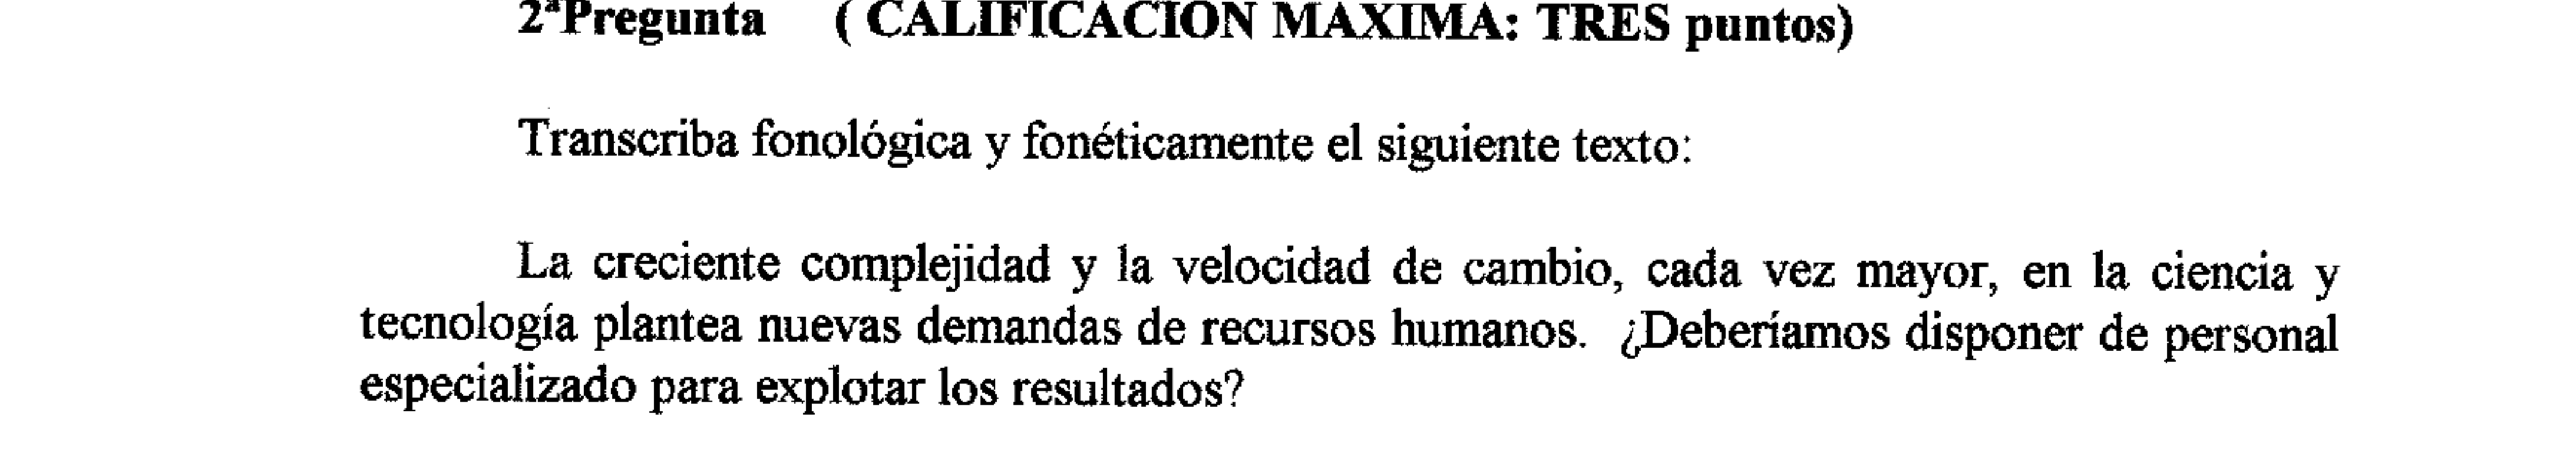 2ªPregunta ( CALIFICACION MAXIMA: TRES puntos)
Transcriba fonológica y fonéticamente el siguiente texto:
La creciente complejidad y la velocidad de cambio, cada vez mayor, en la ciencia y
tecnología plantea nuevas demandas de recursos humanos. ¿Deberíamos disponer de personal
especializado para explotar los resultados?